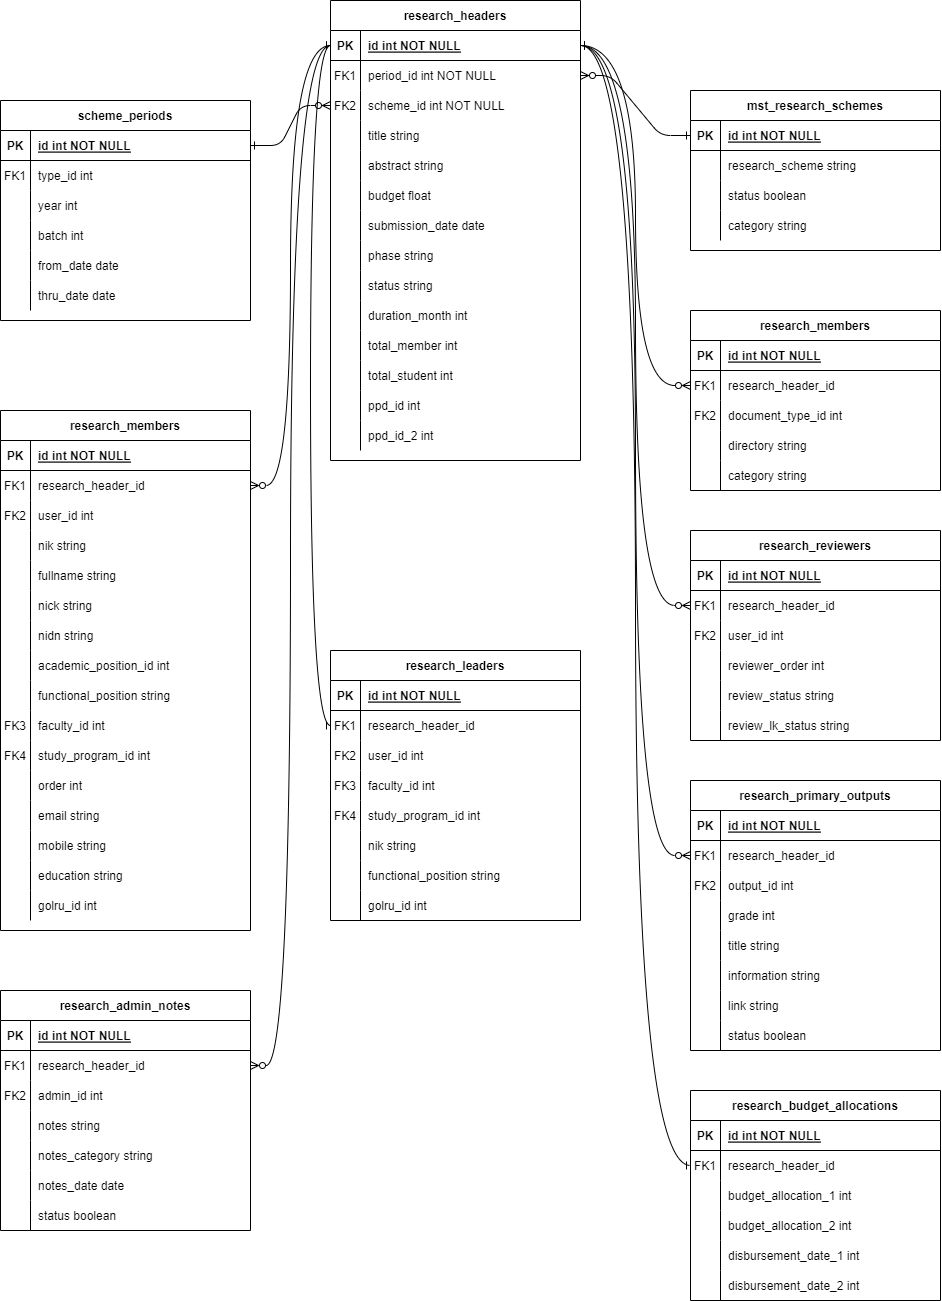 research_headers
PK id int NOT NULL
FK1 period_id int NOT NULL
FK2 scheme_id int NOT NULL
title string
abstract string
budget float
submission_date date
phase string
status string
duration_month int
total_member int
total_student int
ppd_id int
ppd_id_2 int
scheme_periods
PK id int NOT NULL
FK1 type_id int
year int
batch int
from_date date
thru_date date
mst_research_schemes
PK id int NOT NULL
research_scheme string
status boolean
category string
research_members
PK id int NOT NULL
FK1 research_header_id
FK2 document_type_id int
directory string
category string
research_members
PK id int NOT NULL
FK1 research_header_id
FK2 user_id int
nik string
fullname string
nick string
nidn string
academic_position_id int
functional_position string
FK3 faculty_id int
FK4 study_program_id int
order int
email string
mobile string
education string
golru_id int
research_reviewers
PK id int NOT NULL
FK1 research_header_id
FK2 user_id int
reviewer_order int
review_status string
review_lk_status string
research_leaders
PK id int NOT NULL
FK1 research_header_id
FK2 user_id int
FK3 faculty_id int
FK4 study_program_id int
nik string
functional_position string
golru_id int
research_primary_outputs
PK id int NOT NULL
FK1 research_header_id
FK2 output_id int
grade int
title string
information string
link string
status boolean
research_admin_notes
PK id int NOT NULL
FK1 research_header_id
FK2 admin_id int
notes string
notes_category string
notes_date date
status boolean
research_budget_allocations
PK id int NOT NULL
FK1 research_header_id
budget_allocation_1 int
budget_allocation_2 int
disbursement_date_1 int
disbursement_date_2 int